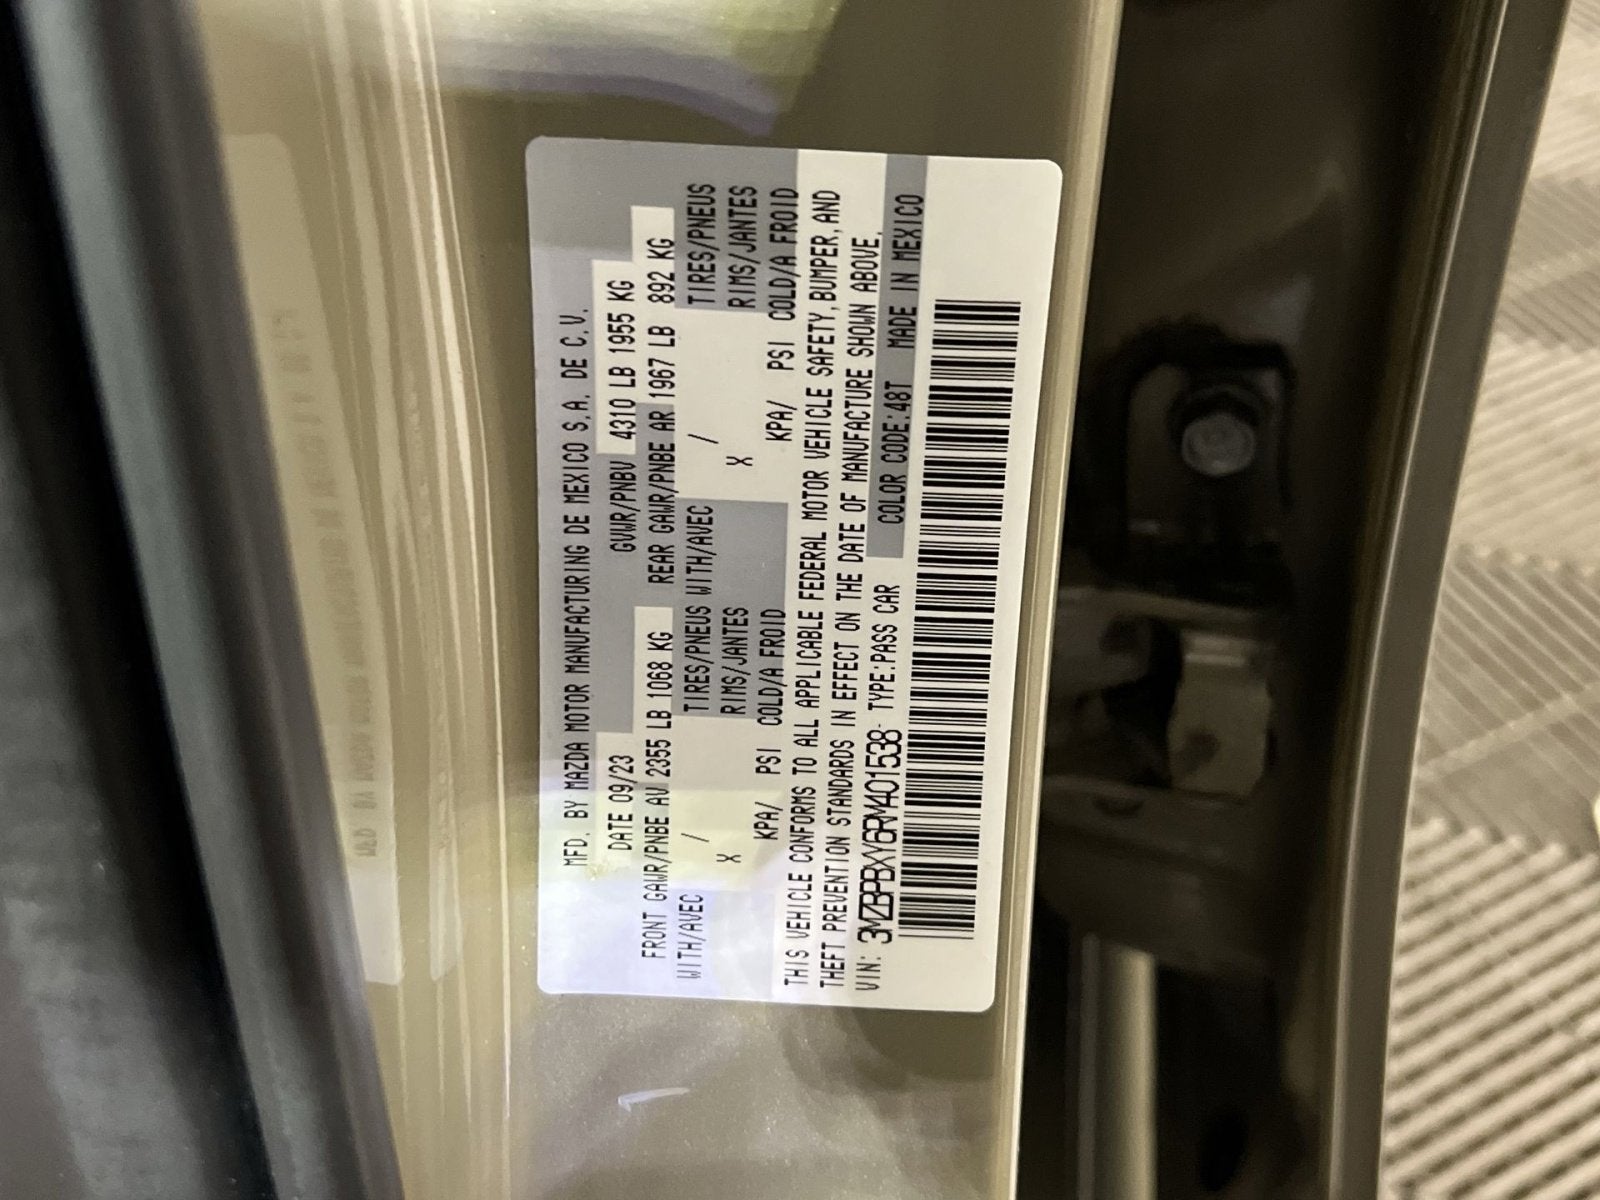 MFD. BY MAZDA MOTOR MANUFACTURING DE MEXICO S.A. DE C.V.
DATE 09/23 GVWR/PNBV 4310 LB 1955 KG
FRONT GAWR/PNBE AV 2355 LB 1068 KG REAR GAWR/PNBE AR 1967 LB 892 KG
WITH/AVEC / TIRES/PNEUS WITH/AVEC / TIRES/PNEUS
X RIMS/JANTES X RIMS/JANTES
KPA/ PSI COLD/A FROID KPA/ PSI COLD/A FROID
THIS VEHICLE CONFORMS TO ALL APPLICABLE FEDERAL MOTOR VEHICLE SAFETY, BUMPER, AND
THEFT PREVENTION STANDARDS IN EFFECT ON THE DATE OF MANUFACTURE SHOWN ABOVE.
VIN: 3MZBPBXY6RM401538 TYPE:PASS CAR COLOR CODE:48T MADE IN MEXICO